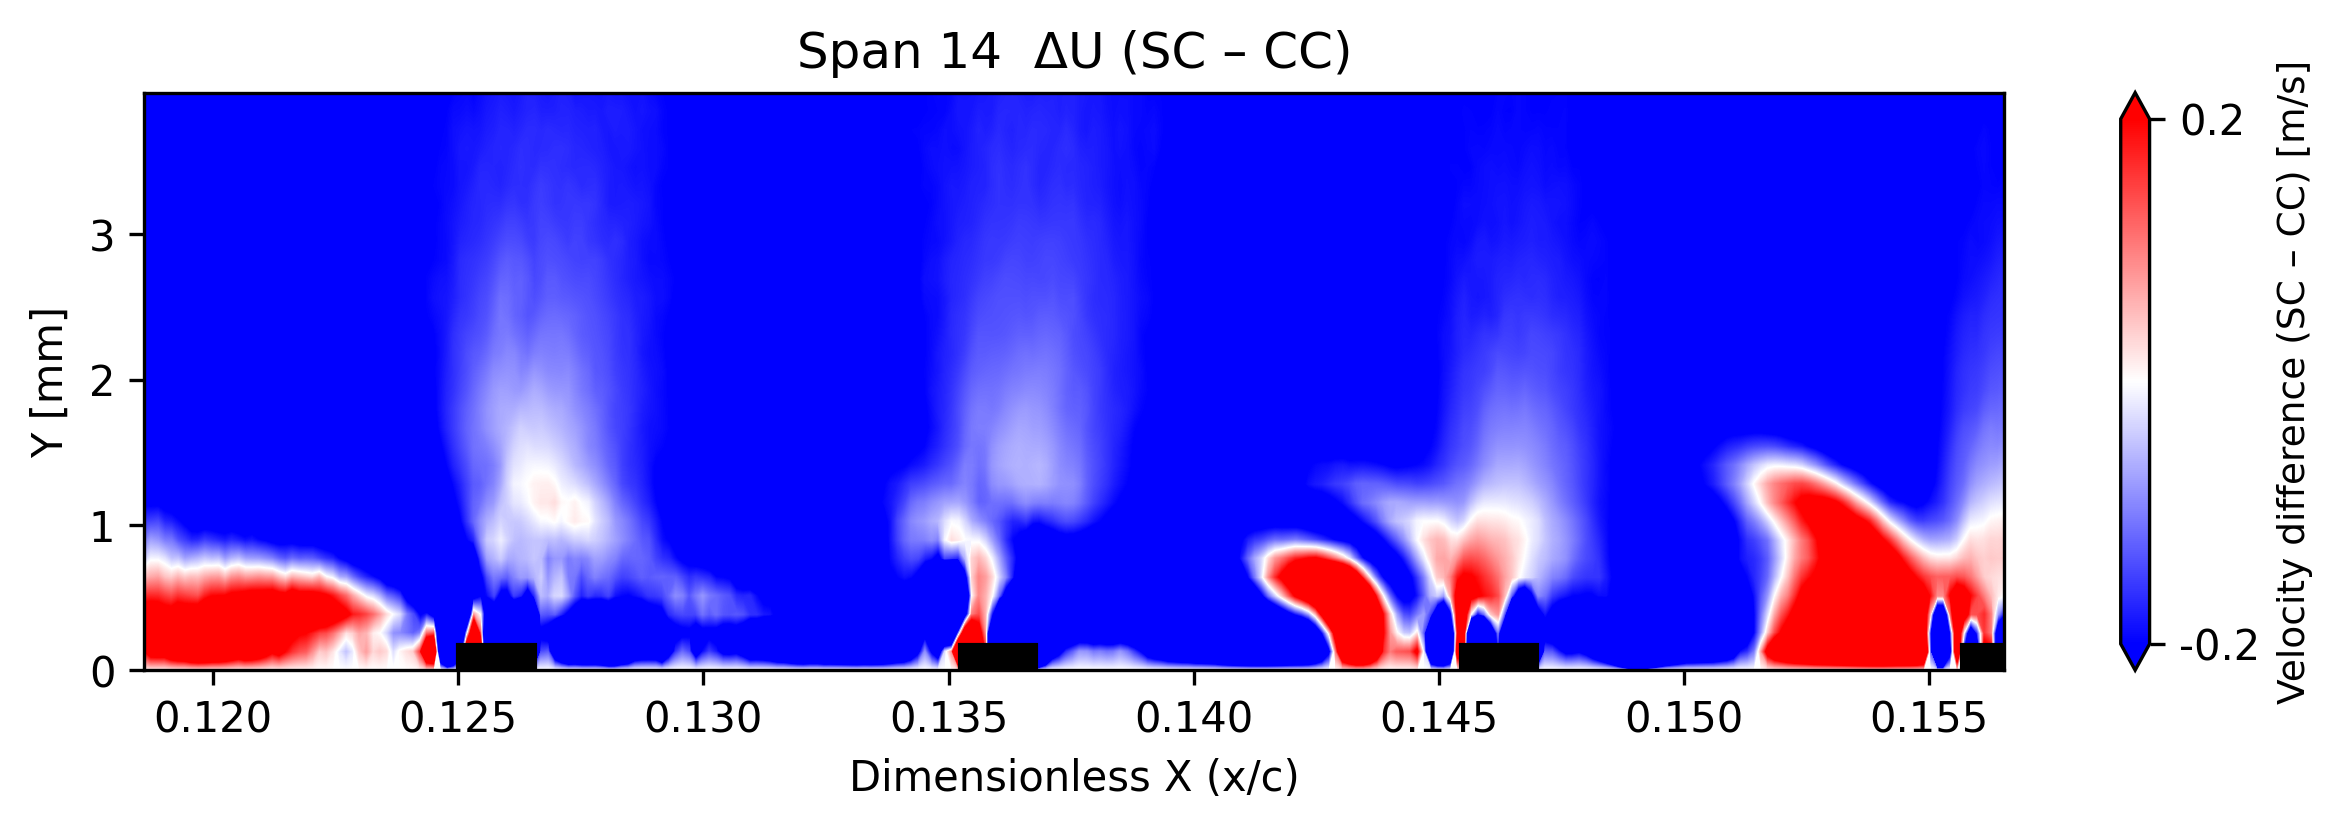 Span 14  ΔU (SC – CC)
0.2
3
2
1
0
-0.2
Y [mm]
Velocity difference (SC – CC) [m/s]
0.120 0.125 0.130 0.135 0.140 0.145 0.150 0.155
Dimensionless X (x/c)